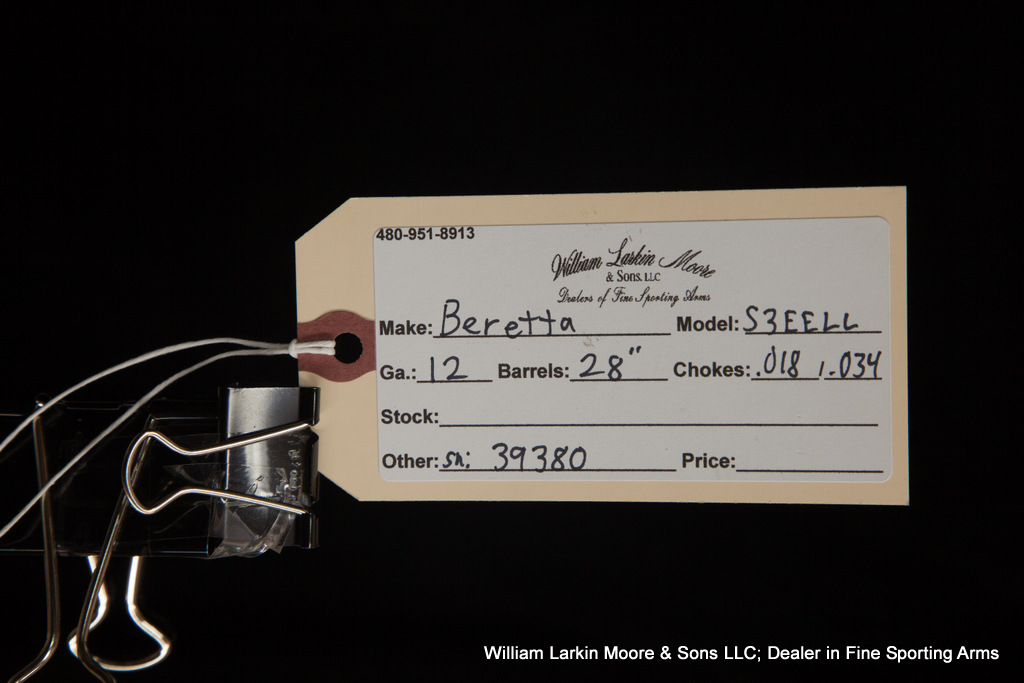 480-951-8913
William Larkin Moore
& Sons, LLC
Dealers of Fine Sporting Arms
Make: Beretta Model: S3EELL
Ga.: 12 Barrels: 28" Chokes: .018 / .034
Stock:
Other: sn: 39380 Price:
William Larkin Moore & Sons LLC; Dealer in Fine Sporting Arms